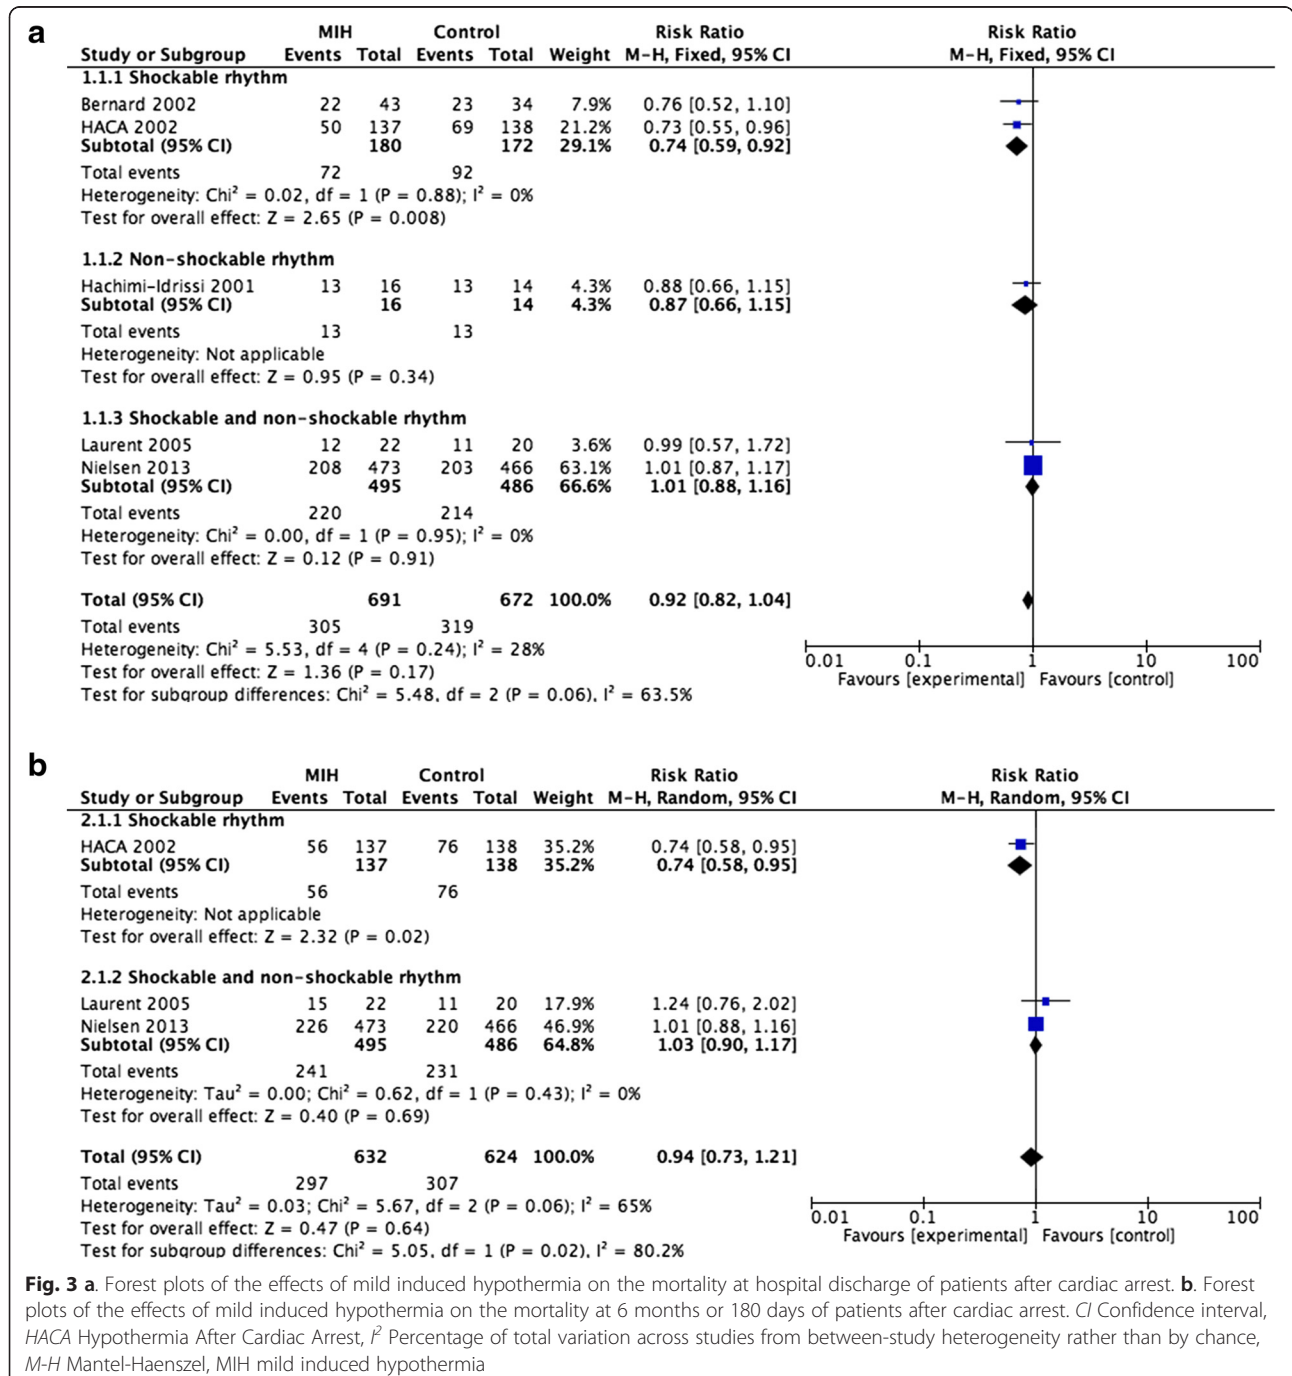 a
MIH Control Risk Ratio Risk Ratio
Study or Subgroup Events Total Events Total Weight M-H, Fixed, 95% CI M-H, Fixed, 95% CI
1.1.1 Shockable rhythm
Bernard 2002 22 43 23 34 7.9% 0.76 [0.52, 1.10]
HACA 2002 50 137 69 138 21.2% 0.73 [0.55, 0.96]
Subtotal (95% CI) 180 172 29.1% 0.74 [0.59, 0.92]
Total events 72 92
Heterogeneity: Chi² = 0.02, df = 1 (P = 0.88); I² = 0%
Test for overall effect: Z = 2.65 (P = 0.008)
1.1.2 Non-shockable rhythm
Hachimi-Idrissi 2001 13 16 13 14 4.3% 0.88 [0.66, 1.15]
Subtotal (95% CI) 16 14 4.3% 0.87 [0.66, 1.15]
Total events 13 13
Heterogeneity: Not applicable
Test for overall effect: Z = 0.95 (P = 0.34)
1.1.3 Shockable and non-shockable rhythm
Laurent 2005 12 22 11 20 3.6% 0.99 [0.57, 1.72]
Nielsen 2013 208 473 203 466 63.1% 1.01 [0.87, 1.17]
Subtotal (95% CI) 495 486 66.6% 1.01 [0.88, 1.16]
Total events 220 214
Heterogeneity: Chi² = 0.00, df = 1 (P = 0.95); I² = 0%
Test for overall effect: Z = 0.12 (P = 0.91)
Total (95% CI) 691 672 100.0% 0.92 [0.82, 1.04]
Total events 305 319
Heterogeneity: Chi² = 5.53, df = 4 (P = 0.24); I² = 28%
Test for overall effect: Z = 1.36 (P = 0.17)
Test for subgroup differences: Chi² = 5.48, df = 2 (P = 0.06), I² = 63.5%
0.01 0.1 1 10 100
Favours [experimental] Favours [control]
b
MIH Control Risk Ratio Risk Ratio
Study or Subgroup Events Total Events Total Weight M-H, Random, 95% CI M-H, Random, 95% CI
2.1.1 Shockable rhythm
HACA 2002 56 137 76 138 35.2% 0.74 [0.58, 0.95]
Subtotal (95% CI) 137 138 35.2% 0.74 [0.58, 0.95]
Total events 56 76
Heterogeneity: Not applicable
Test for overall effect: Z = 2.32 (P = 0.02)
2.1.2 Shockable and non-shockable rhythm
Laurent 2005 15 22 11 20 17.9% 1.24 [0.76, 2.02]
Nielsen 2013 226 473 220 466 46.9% 1.01 [0.88, 1.16]
Subtotal (95% CI) 495 486 64.8% 1.03 [0.90, 1.17]
Total events 241 231
Heterogeneity: Tau² = 0.00; Chi² = 0.62, df = 1 (P = 0.43); I² = 0%
Test for overall effect: Z = 0.40 (P = 0.69)
Total (95% CI) 632 624 100.0% 0.94 [0.73, 1.21]
Total events 297 307
Heterogeneity: Tau² = 0.03; Chi² = 5.67, df = 2 (P = 0.06); I² = 65%
Test for overall effect: Z = 0.47 (P = 0.64)
Test for subgroup differences: Chi² = 5.05, df = 1 (P = 0.02), I² = 80.2%
0.01 0.1 1 10 100
Favours [experimental] Favours [control]
Fig. 3 a. Forest plots of the effects of mild induced hypothermia on the mortality at hospital discharge of patients after cardiac arrest. b. Forest
plots of the effects of mild induced hypothermia on the mortality at 6 months or 180 days of patients after cardiac arrest. CI Confidence interval,
HACA Hypothermia After Cardiac Arrest, I² Percentage of total variation across studies from between-study heterogeneity rather than by chance,
M-H Mantel-Haenszel, MIH mild induced hypothermia